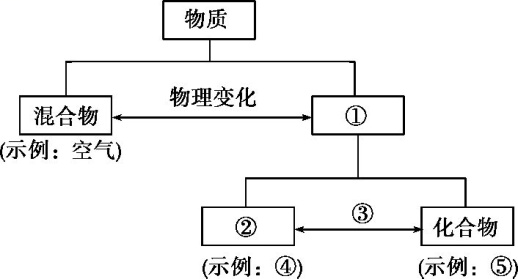 物质
物理变化
混合物
①
(示例：空气)
②
③
化合物
(示例：④)
(示例：⑤)